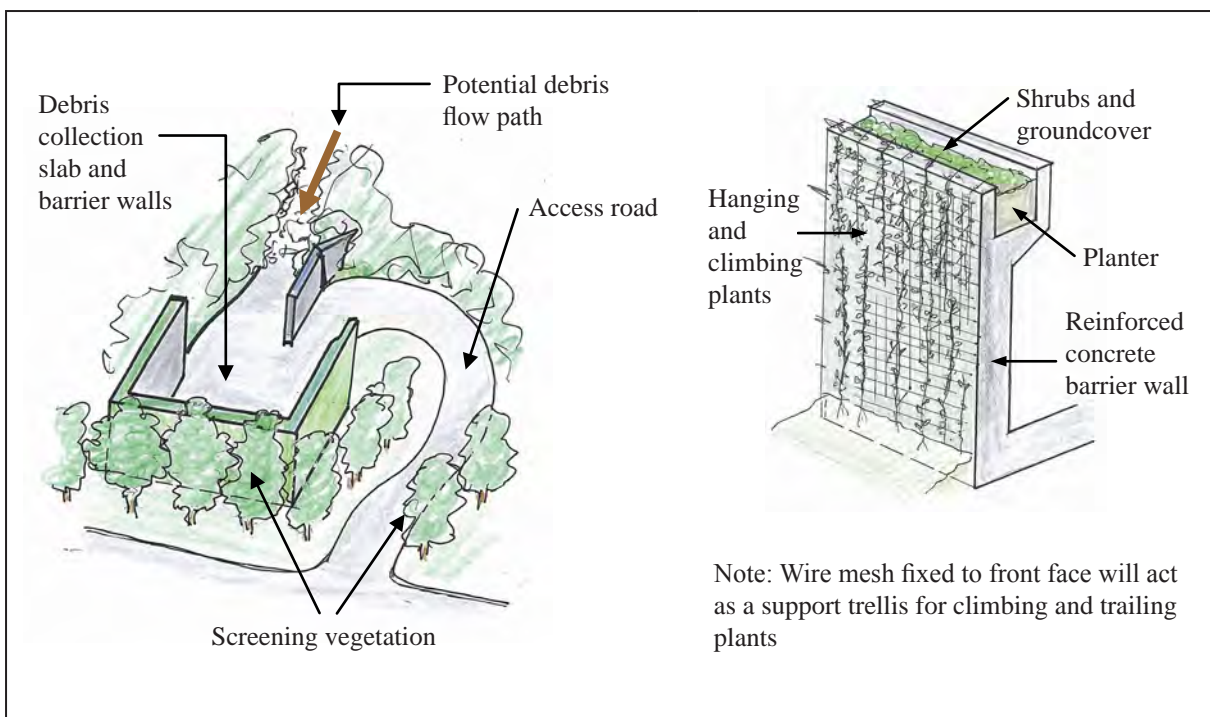 Debris
collection
slab and
barrier walls
Potential debris
flow path
Access road
Screening vegetation
Shrubs and
groundcover
Hanging
and
climbing
plants
Planter
Reinforced
concrete
barrier wall
Note: Wire mesh fixed to front face will act
as a support trellis for climbing and trailing
plants